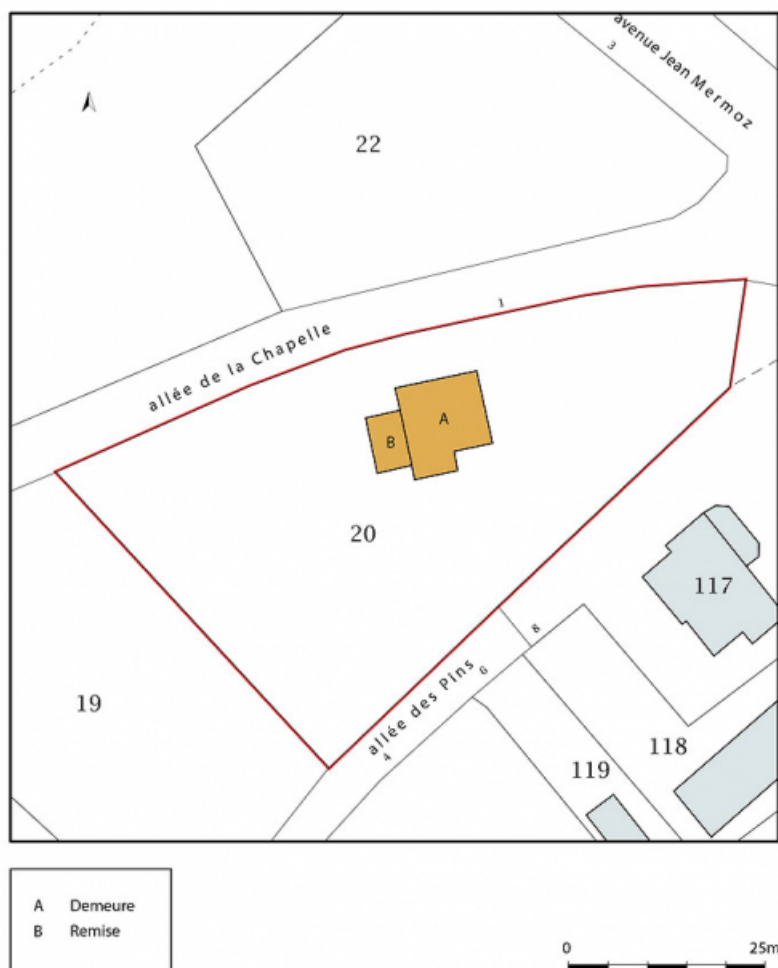 avenue Jean Mermoz
3
22
1
allée de la Chapelle
A
B
20
117
8
6
allée des Pins
4
19
118
119
A Demeure
B Remise
0 25m